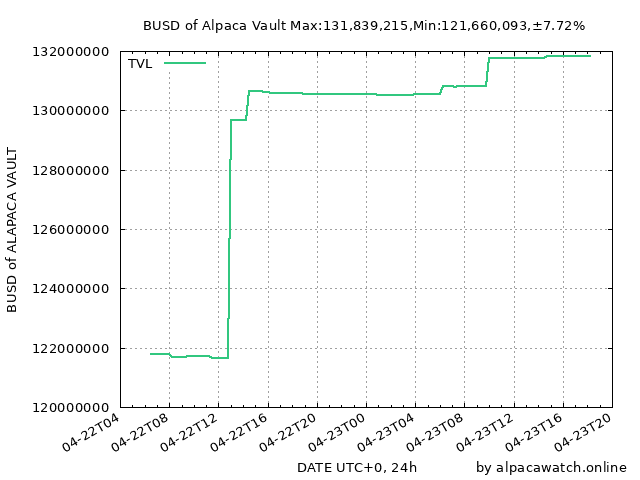 BUSD of Alpaca Vault Max:131,839,215,Min:121,660,093,±7.72%
TVL
132000000
130000000
128000000
126000000
124000000
122000000
120000000
BUSD of ALAPACA VAULT
04-22T04
04-22T08
04-22T12
04-22T16
04-22T20
04-23T00
04-23T04
04-23T08
04-23T12
04-23T16
04-23T20
DATE UTC+0, 24h
by alpacawatch.online